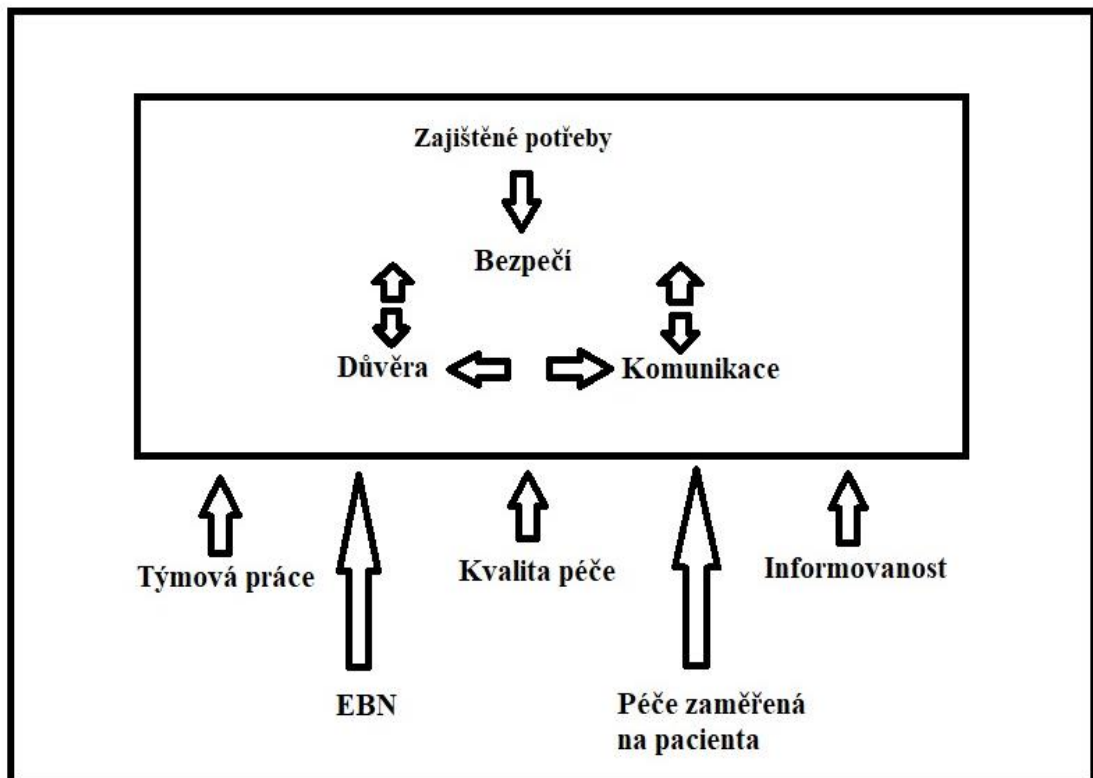 Zajištěné potřeby
Bezpečí
Důvěra
Komunikace
Týmová práce
Kvalita péče
Informovanost
EBN
Péče zaměřená
na pacienta